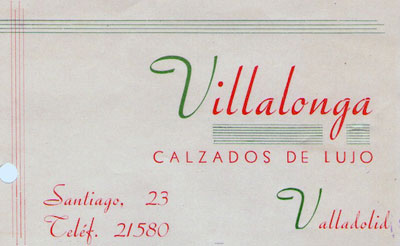 Villalonga
CALZADOS DE LUJO
Santiago, 23
Teléf. 21580
Valladolid,